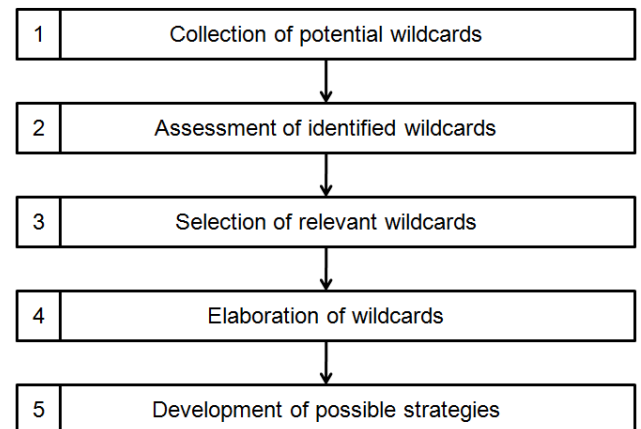 1 Collection of potential wildcards
2 Assessment of identified wildcards
3 Selection of relevant wildcards
4 Elaboration of wildcards
5 Development of possible strategies